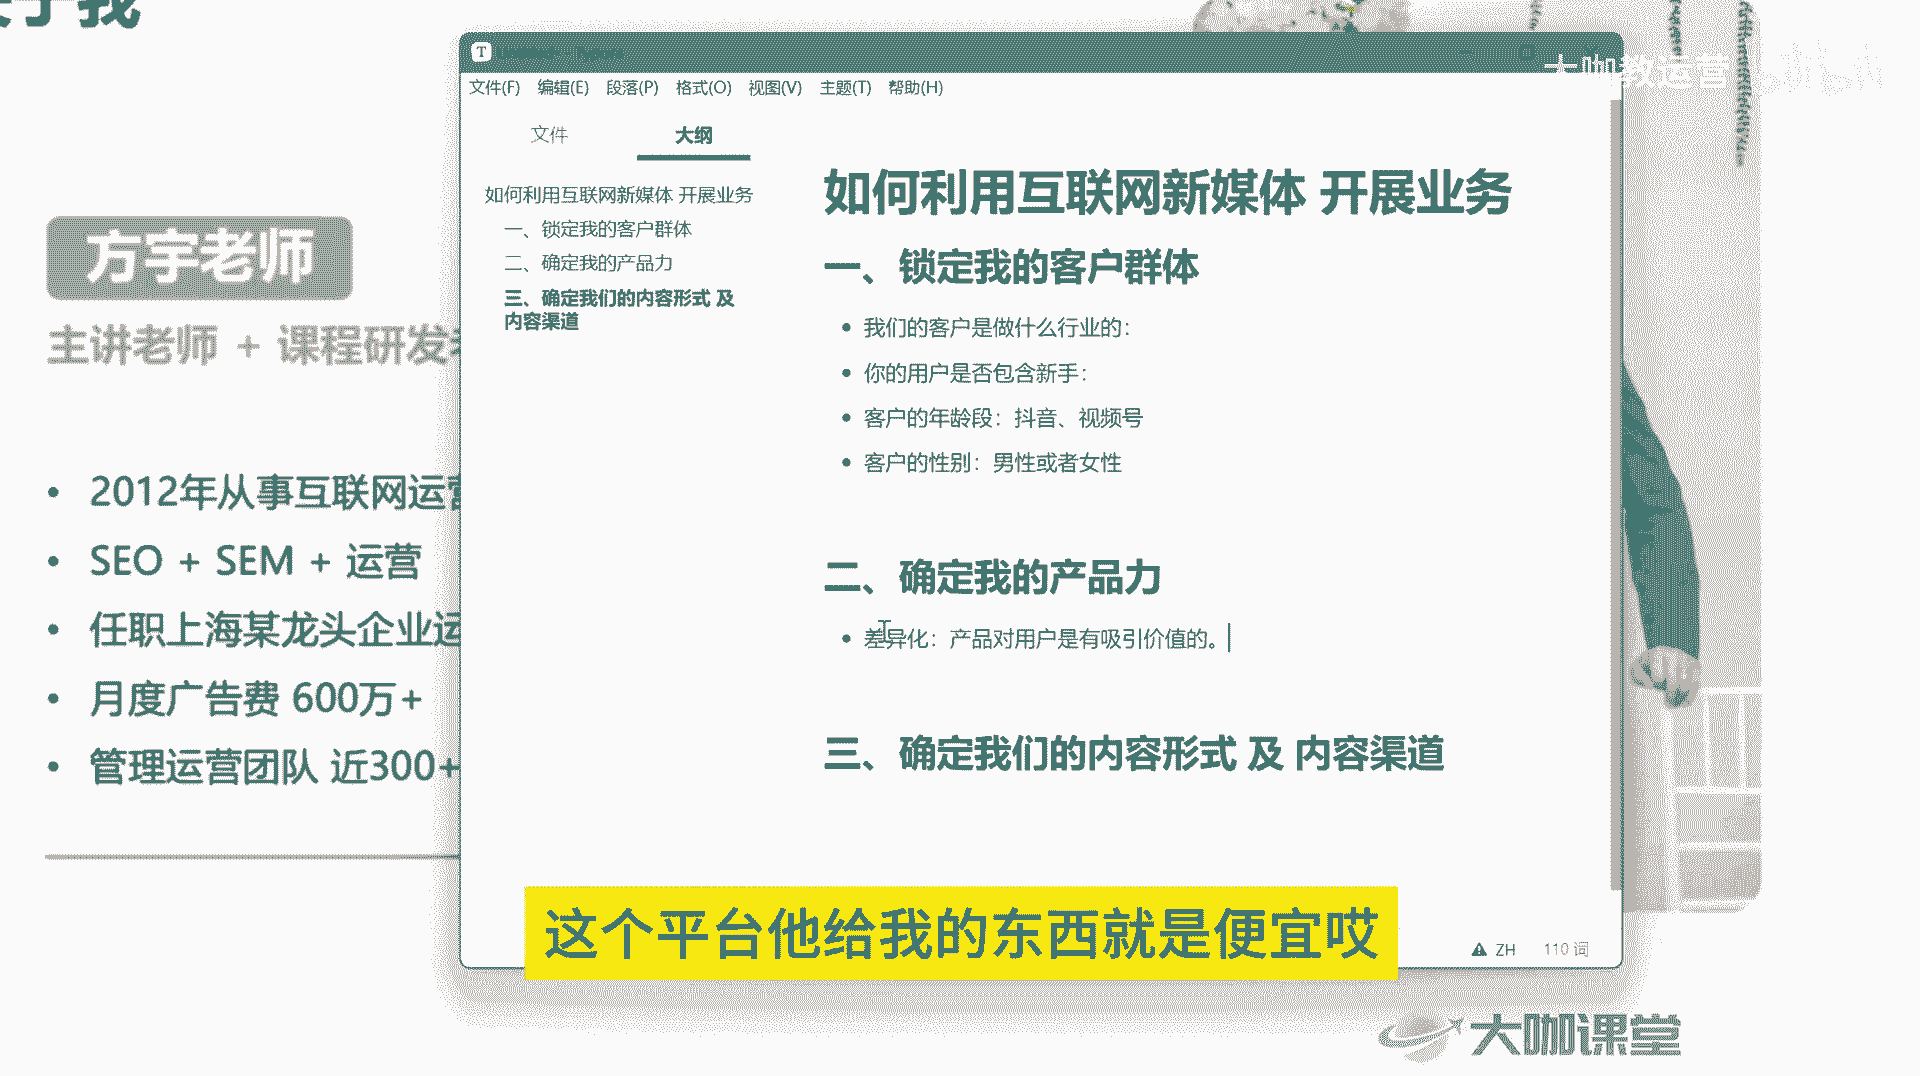 方宇老师
主讲老师 + 课程研发
2012年从事互联网运营
SEO + SEM + 运营
任职上海某龙头企业运
月度广告费 600万+
管理运营团队 近300+
T
文件(F) 编辑(E) 段落(P) 格式(O) 视图(V) 主题(T) 帮助(H)
文件 大纲
如何利用互联网新媒体 开展业务
一、锁定我的客户群体
二、确定我的产品力
三、确定我们的内容形式 及
内容渠道
如何利用互联网新媒体 开展业务
一、锁定我的客户群体
我们的客户是做什么行业的：
你的用户是否包含新手：
客户的年龄段：抖音、视频号
客户的性别：男性或者女性
二、确定我的产品力
差异化：产品对用户是有吸引价值的。
三、确定我们的内容形式 及 内容渠道
ZH 110 词
大咖教运营
这个平台他给我的东西就是便宜哎
大咖课堂